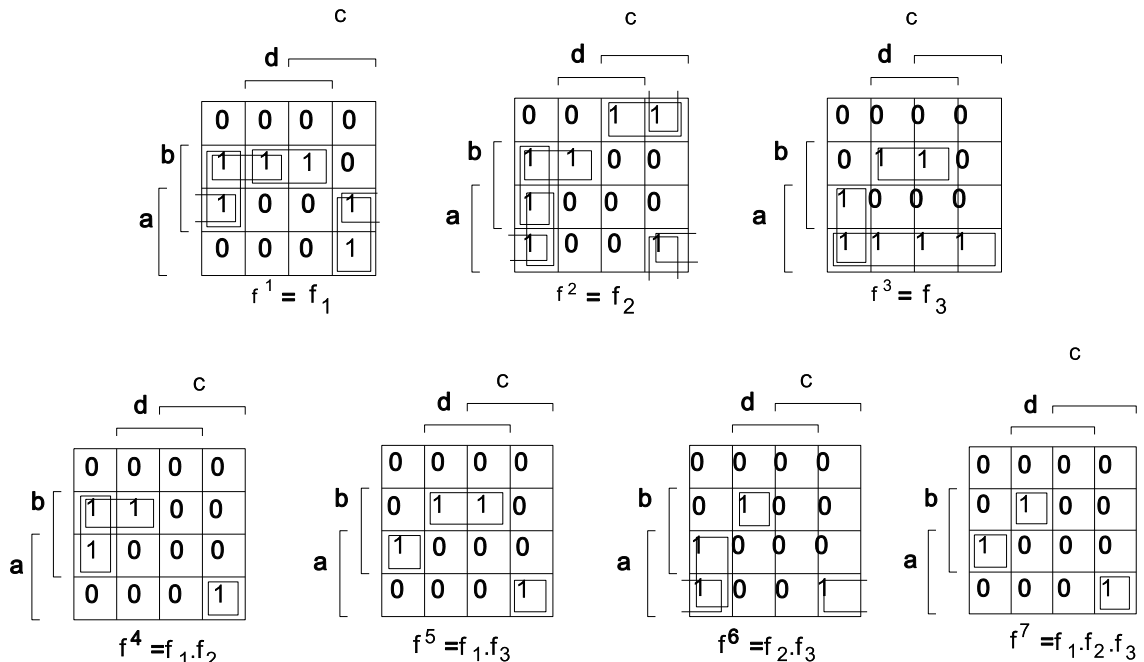 c c c
d d d
0 0 0 0 0 0 1 1 0 0 0 0
b 1 1 1 0 b 1 1 0 0 b 0 1 1 0
a 1 0 0 1 a 1 0 0 0 a 1 0 0 0
0 0 0 1 1 0 0 1 1 1 1 1
f¹ = f₁ f² = f₂ f³ = f₃
c c c c
d d d d
0 0 0 0 0 0 0 0 0 0 0 0 0 0 0 0
b 1 1 0 0 b 0 1 1 0 b 0 1 0 0 b 0 1 0 0
a 1 0 0 0 a 1 0 0 0 a 1 0 0 0 a 1 0 0 0
0 0 0 1 0 0 0 1 1 0 0 1 0 0 0 1
f⁴ =f₁.f₂ f⁵ =f₁.f₃ f⁶ =f₂.f₃ f⁷ =f₁.f₂.f₃